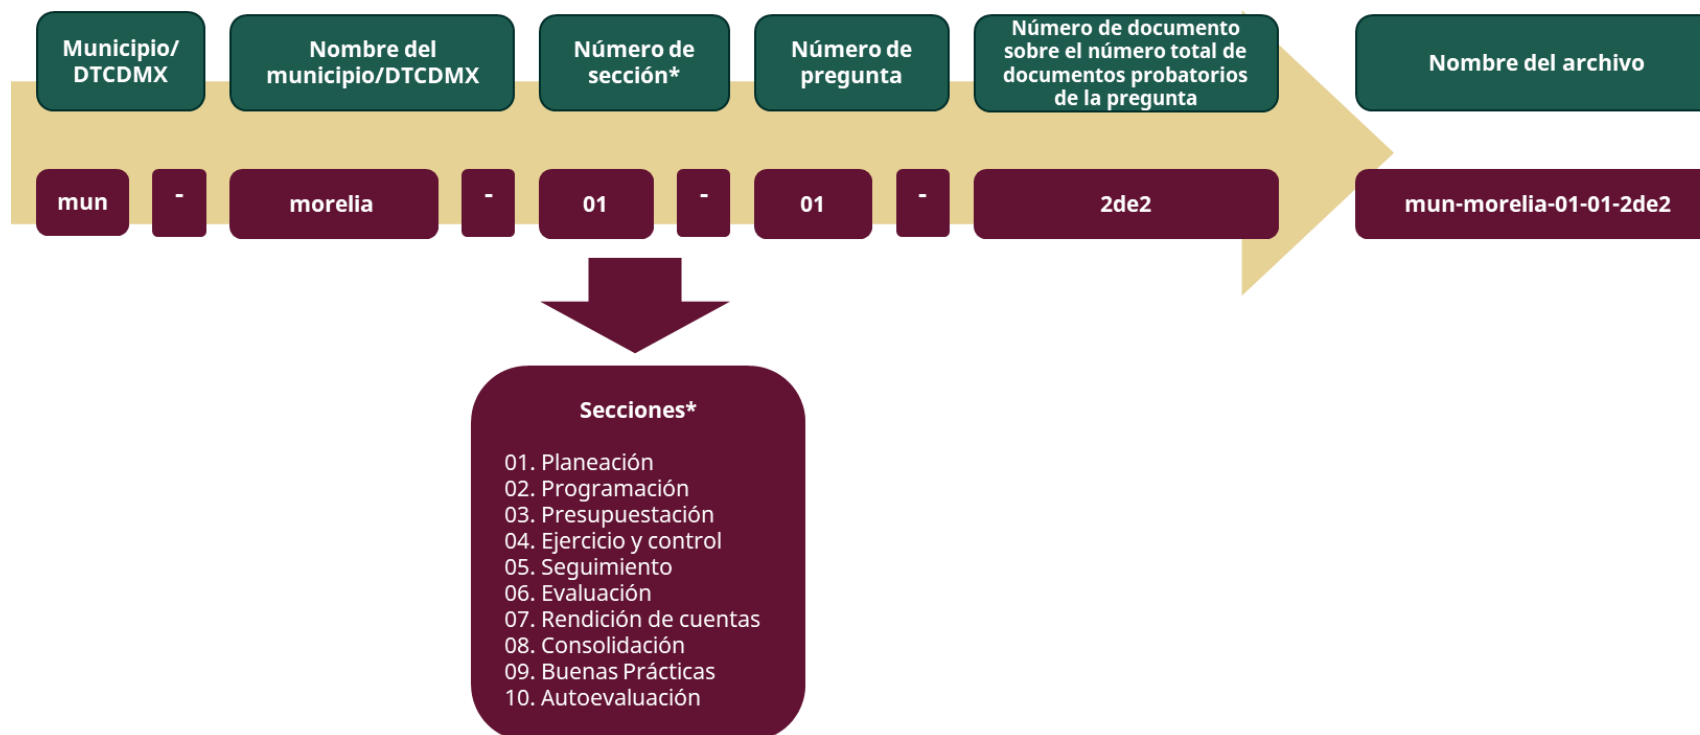 Municipio/
DTCDMX
Nombre del
municipio/DTCDMX
Número de
sección*
Número de
pregunta
Número de documento
sobre el número total de
documentos probatorios
de la pregunta
Nombre del archivo
mun
-
morelia
-
01
-
01
-
2de2
mun-morelia-01-01-2de2
Secciones*
01. Planeación
02. Programación
03. Presupuestación
04. Ejercicio y control
05. Seguimiento
06. Evaluación
07. Rendición de cuentas
08. Consolidación
09. Buenas Prácticas
10. Autoevaluación